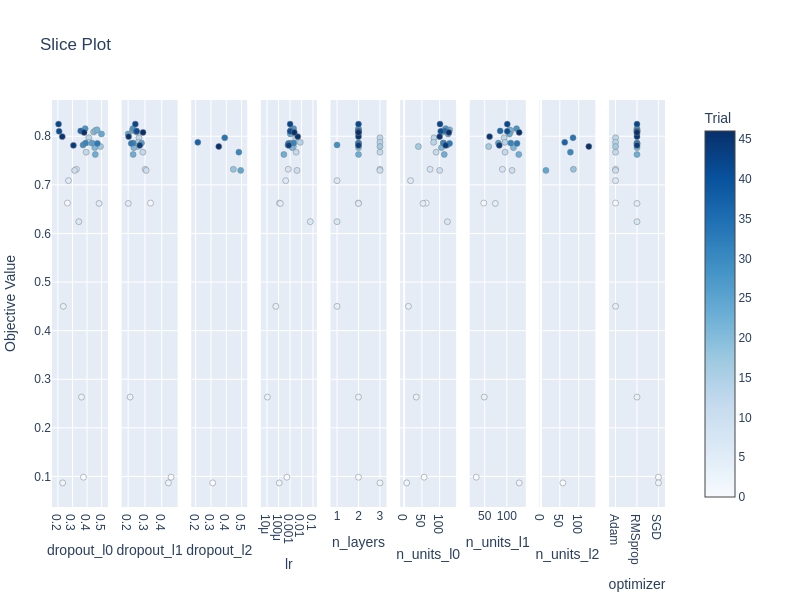 Slice Plot
Trial
Objective Value
0.8
0.7
0.6
0.5
0.4
0.3
0.2
0.1
45
40
35
30
25
20
15
10
5
0
0.2 0.3 0.4 0.5
0.2 0.3 0.4
0.2 0.3 0.4 0.5
10μ 100μ 0.001 0.01 0.1
1 2 3
0 50 100
50 100
0 50 100
Adam RMSprop SGD
dropout_l0 dropout_l1 dropout_l2 lr n_layers n_units_l0 n_units_l1 n_units_l2 optimizer